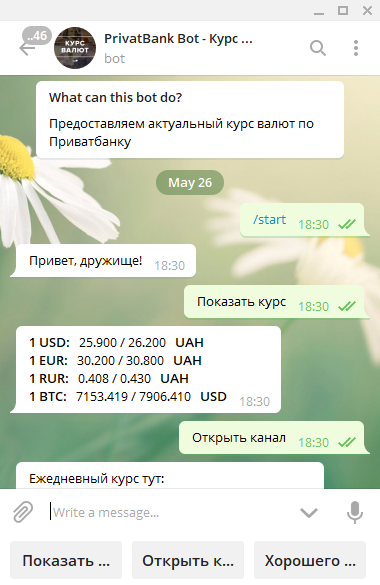 ..46
КУРС
ВАЛЮТ
PrivatBank Bot - Курс ...
bot
What can this bot do?
Предоставляем актуальный курс валют по
Приватбанку
May 26
/start 18:30
Привет, дружище! 18:30
Показать курс 18:30
1 USD: 25.900 / 26.200 UAH
1 EUR: 30.200 / 30.800 UAH
1 RUR: 0.408 / 0.430 UAH
1 BTC: 7153.419 / 7906.410 USD 18:30
Открыть канал 18:30
Ежедневный курс тут:
Write a message...
Показать ... Открыть к... Хорошего ...